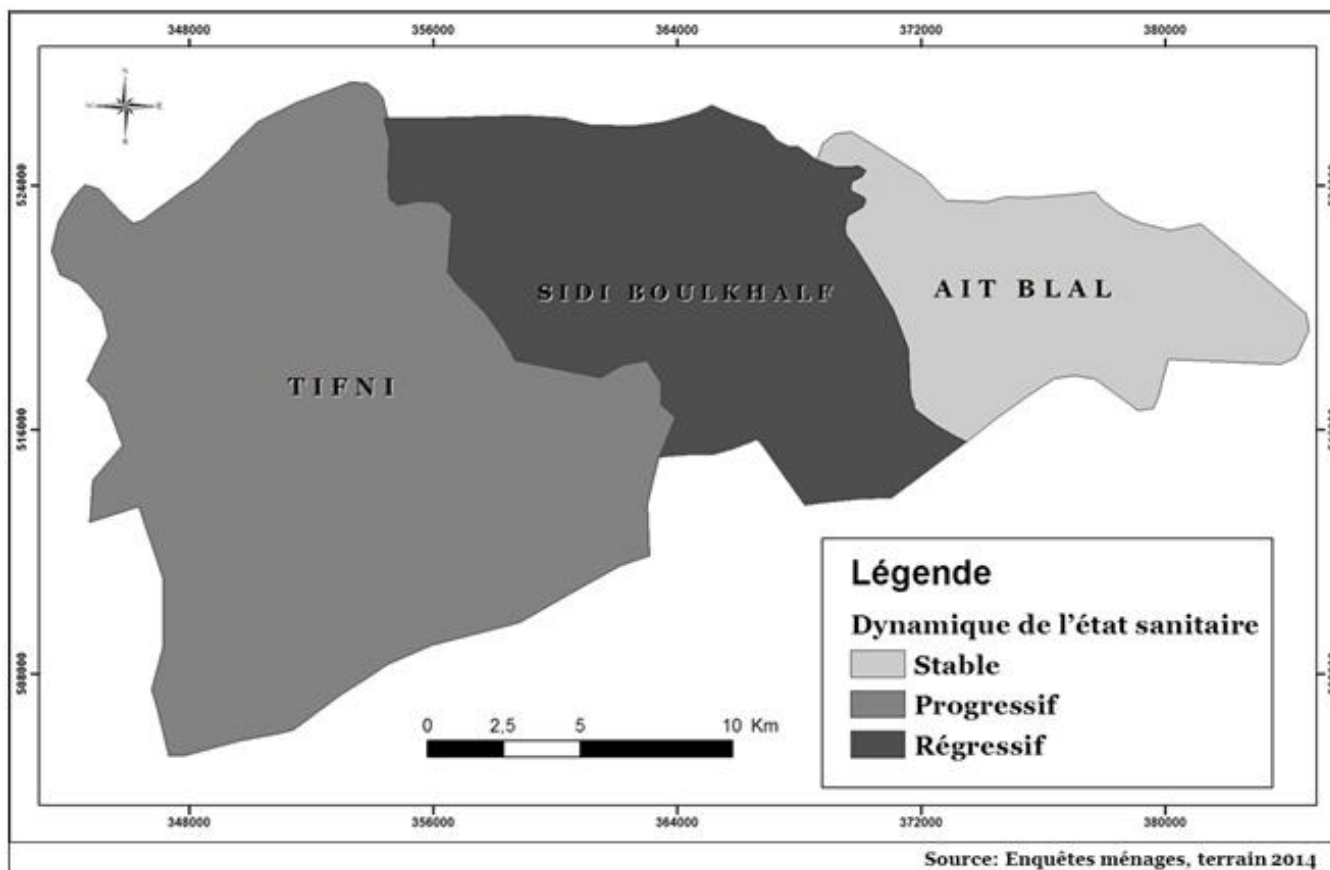 348000 356000 364000 372000 380000
N
524000
SIDI BOULKHALF
AIT BLAL
TIFNI
516000
Légende
Dynamique de l'état sanitaire
Stable
Progressif
Régressif
508000
0 2,5 5 10 Km
348000 356000 364000 372000 380000
Source: Enquêtes ménages, terrain 2014